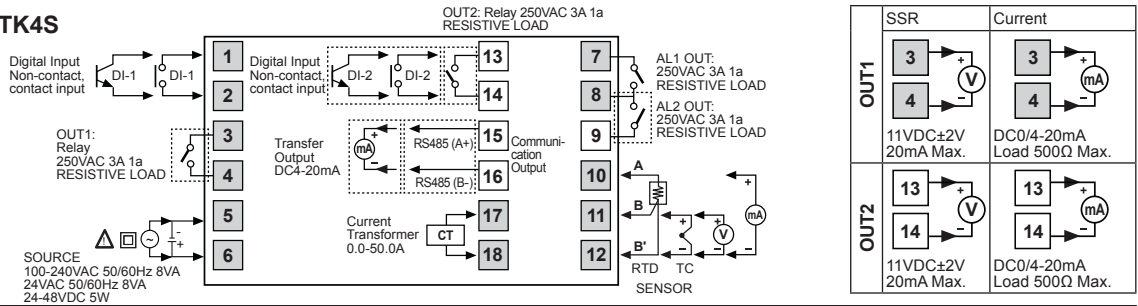 TK4S
OUT2: Relay 250VAC 3A 1a
RESISTIVE LOAD
Digital Input
Non-contact,
contact input
DI-1
DI-1
1
2
Digital Input
Non-contact,
contact input
DI-2
DI-2
13
14
7
8
9
AL1 OUT:
250VAC 3A 1a
RESISTIVE LOAD
AL2 OUT:
250VAC 3A 1a
RESISTIVE LOAD
OUT1:
Relay
250VAC 3A 1a
RESISTIVE LOAD
3
4
Transfer
Output
DC4-20mA
mA
+
-
RS485 (A+)
RS485 (B-)
15
16
Communi-
cation
Output
10
11
12
A
B
B'
RTD
TC
+
-
V
+
-
mA
+
-
SENSOR
5
6
-
+
SOURCE
100-240VAC 50/60Hz 8VA
24VAC 50/60Hz 8VA
24-48VDC 5W
Current
Transformer
0.0-50.0A
CT
17
18
SSR
Current
OUT1
3
4
+
-
V
11VDC±2V
20mA Max.
3
4
+
-
mA
DC0/4-20mA
Load 500Ω Max.
OUT2
13
14
+
-
V
11VDC±2V
20mA Max.
13
14
+
-
mA
DC0/4-20mA
Load 500Ω Max.